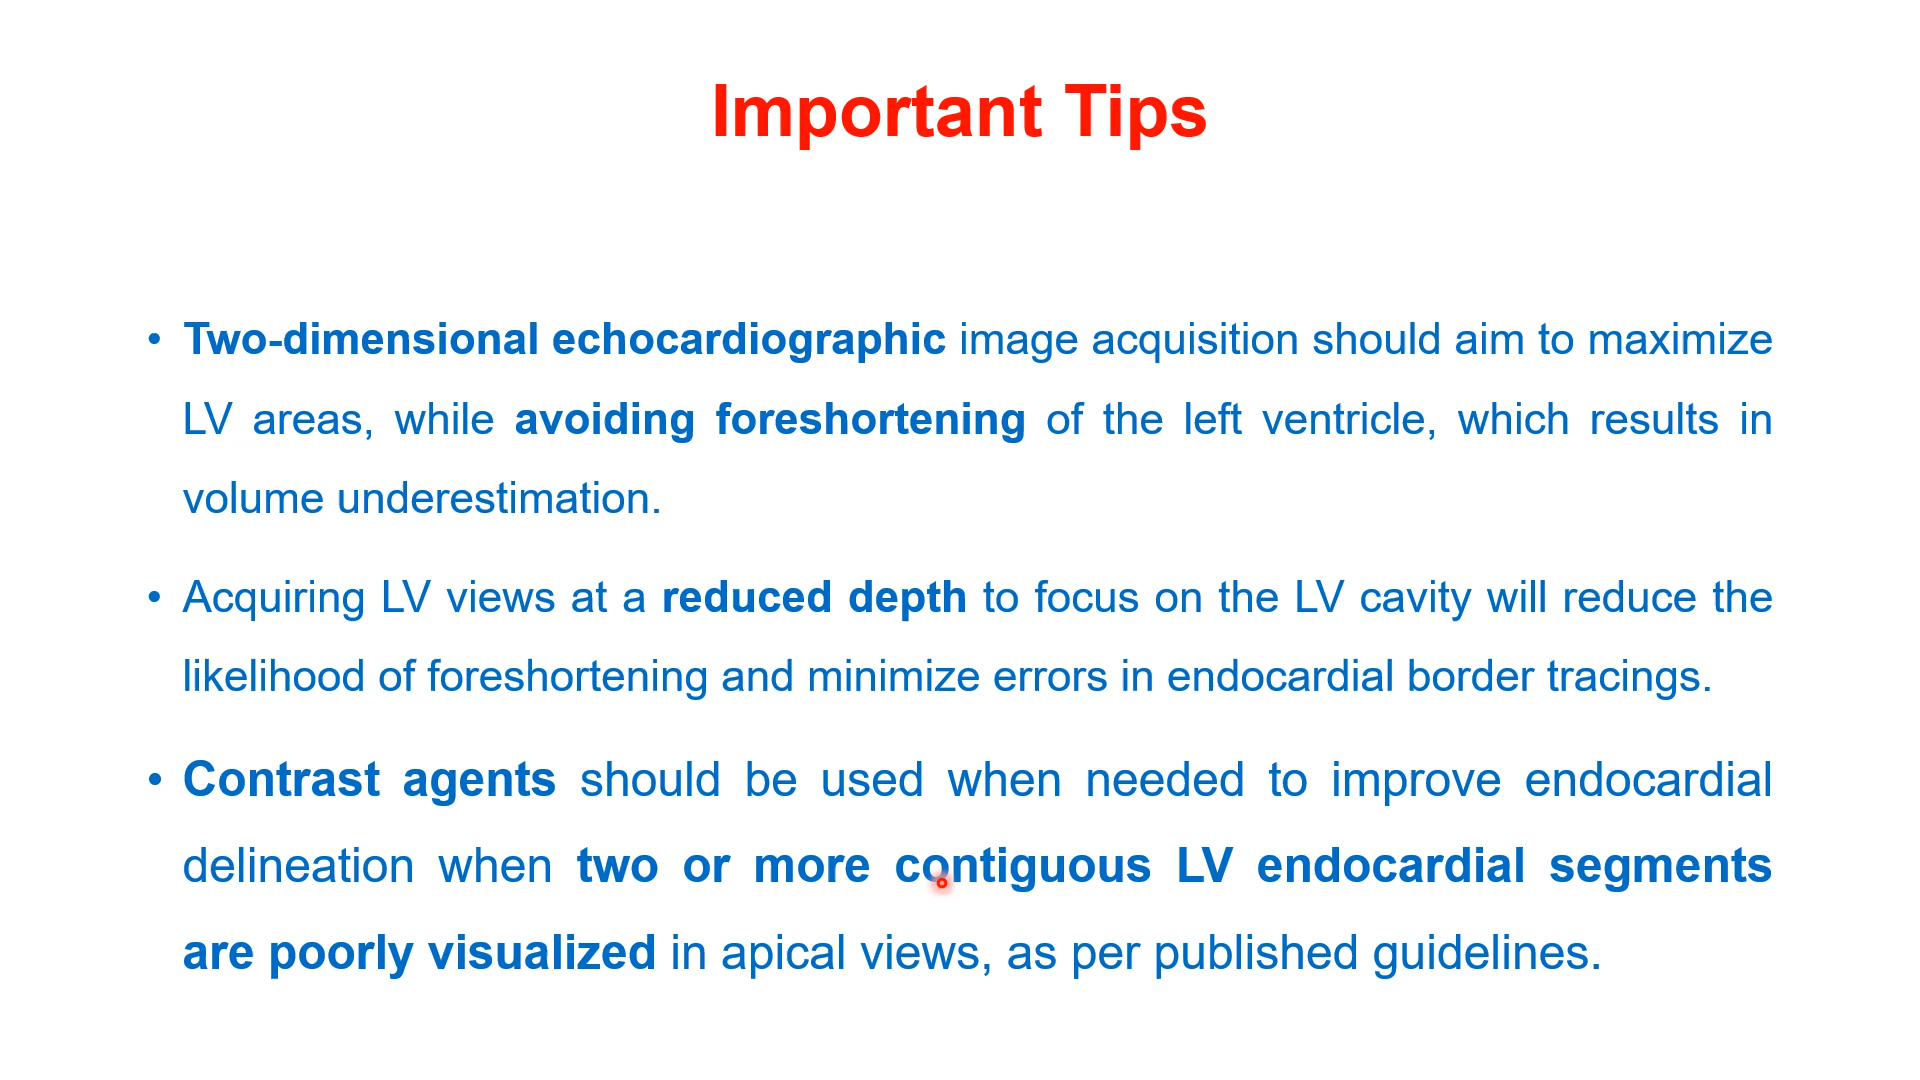 Important Tips
• Two-dimensional echocardiographic image acquisition should aim to maximize
LV areas, while avoiding foreshortening of the left ventricle, which results in
volume underestimation.
• Acquiring LV views at a reduced depth to focus on the LV cavity will reduce the
likelihood of foreshortening and minimize errors in endocardial border tracings.
• Contrast agents should be used when needed to improve endocardial
delineation when two or more contiguous LV endocardial segments
are poorly visualized in apical views, as per published guidelines.